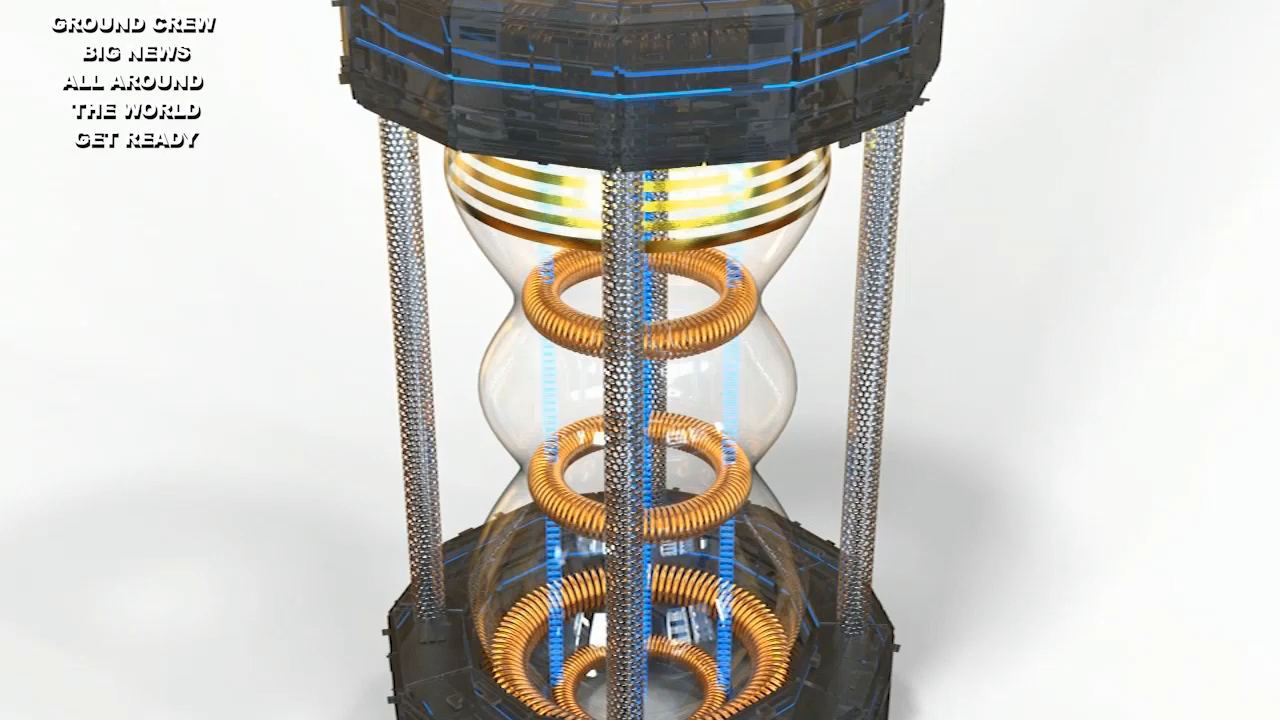 GROUND CREW
BIG NEWS
ALL AROUND
THE WORLD
GET READY